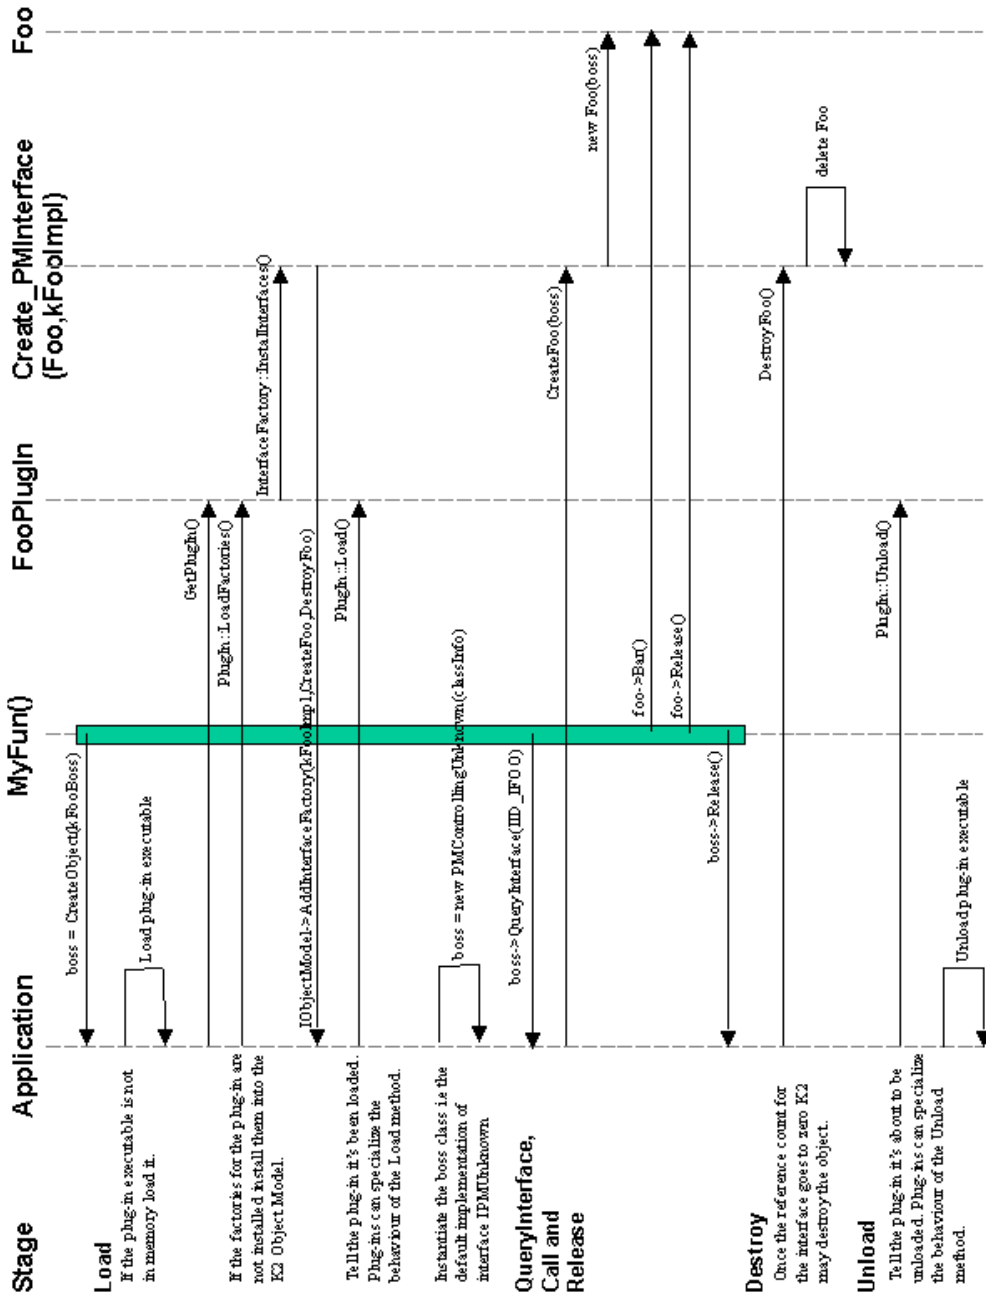 Stage
Application
MyFun()
FooPlugIn
Create_PMInterface
(Foo,kFooImpl)
Foo
Load
If the plug-in executable is not
in memory load it.
boss = CreateObject(kFooBoss)
Load plug-in executable
If the factories for the plug-in are
not installed install them into the
K2 Object Model.
GetPlugIn()
PlugIn::LoadFactories()
InterfaceFactory::InstallInterfaces()
IObjectModel->AddInterfaceFactory(kFooImpl,CreateFoo,DestroyFoo)
Tell the plug-in it's been loaded.
Plug-ins can specialize the
behaviour of the Load method.
PlugIn::Load()
Instantiate the boss class i.e the
default implementation of
interface IPMUnknown
boss = new PMControllingUnknown(classInfo)
QueryInterface,
Call and
Release
boss->QueryInterface(IID_IFOO)
CreateFoo(boss)
new Foo(boss)
foo->Bar()
foo->Release()
boss->Release()
Destroy
Once the reference count for
the interface goes to zero K2
may destroy the object.
DestroyFoo()
delete Foo
Unload
Tell the plug-in it's about to be
unloaded. Plug-ins can specialize
the behaviour of the Unload
method.
PlugIn::Unload()
Unload plug-in executable